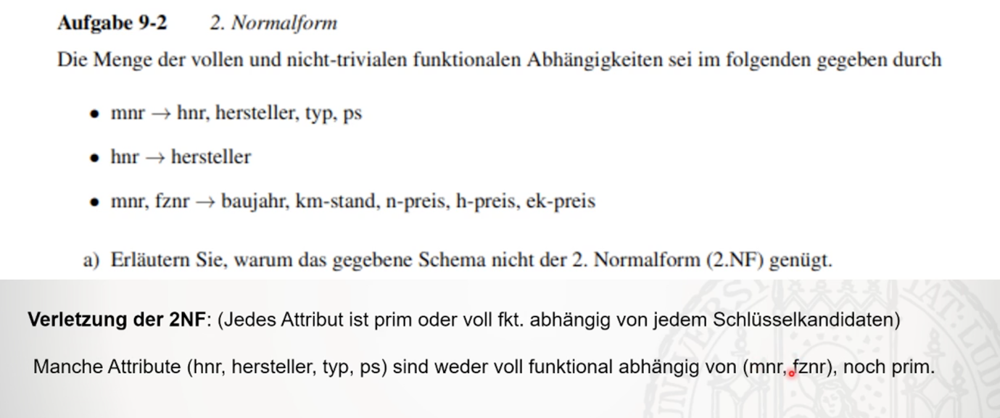 Aufgabe 9-2 2. Normalform
Die Menge der vollen und nicht-trivialen funktionalen Abhängigkeiten sei im folgenden gegeben durch
• mnr → hnr, hersteller, typ, ps
• hnr → hersteller
• mnr, fznr → baujahr, km-stand, n-preis, h-preis, ek-preis
a) Erläutern Sie, warum das gegebene Schema nicht der 2. Normalform (2.NF) genügt.
Verletzung der 2NF: (Jedes Attribut ist prim oder voll fkt. abhängig von jedem Schlüsselkandidaten)
Manche Attribute (hnr, hersteller, typ, ps) sind weder voll funktional abhängig von (mnr, fznr), noch prim.